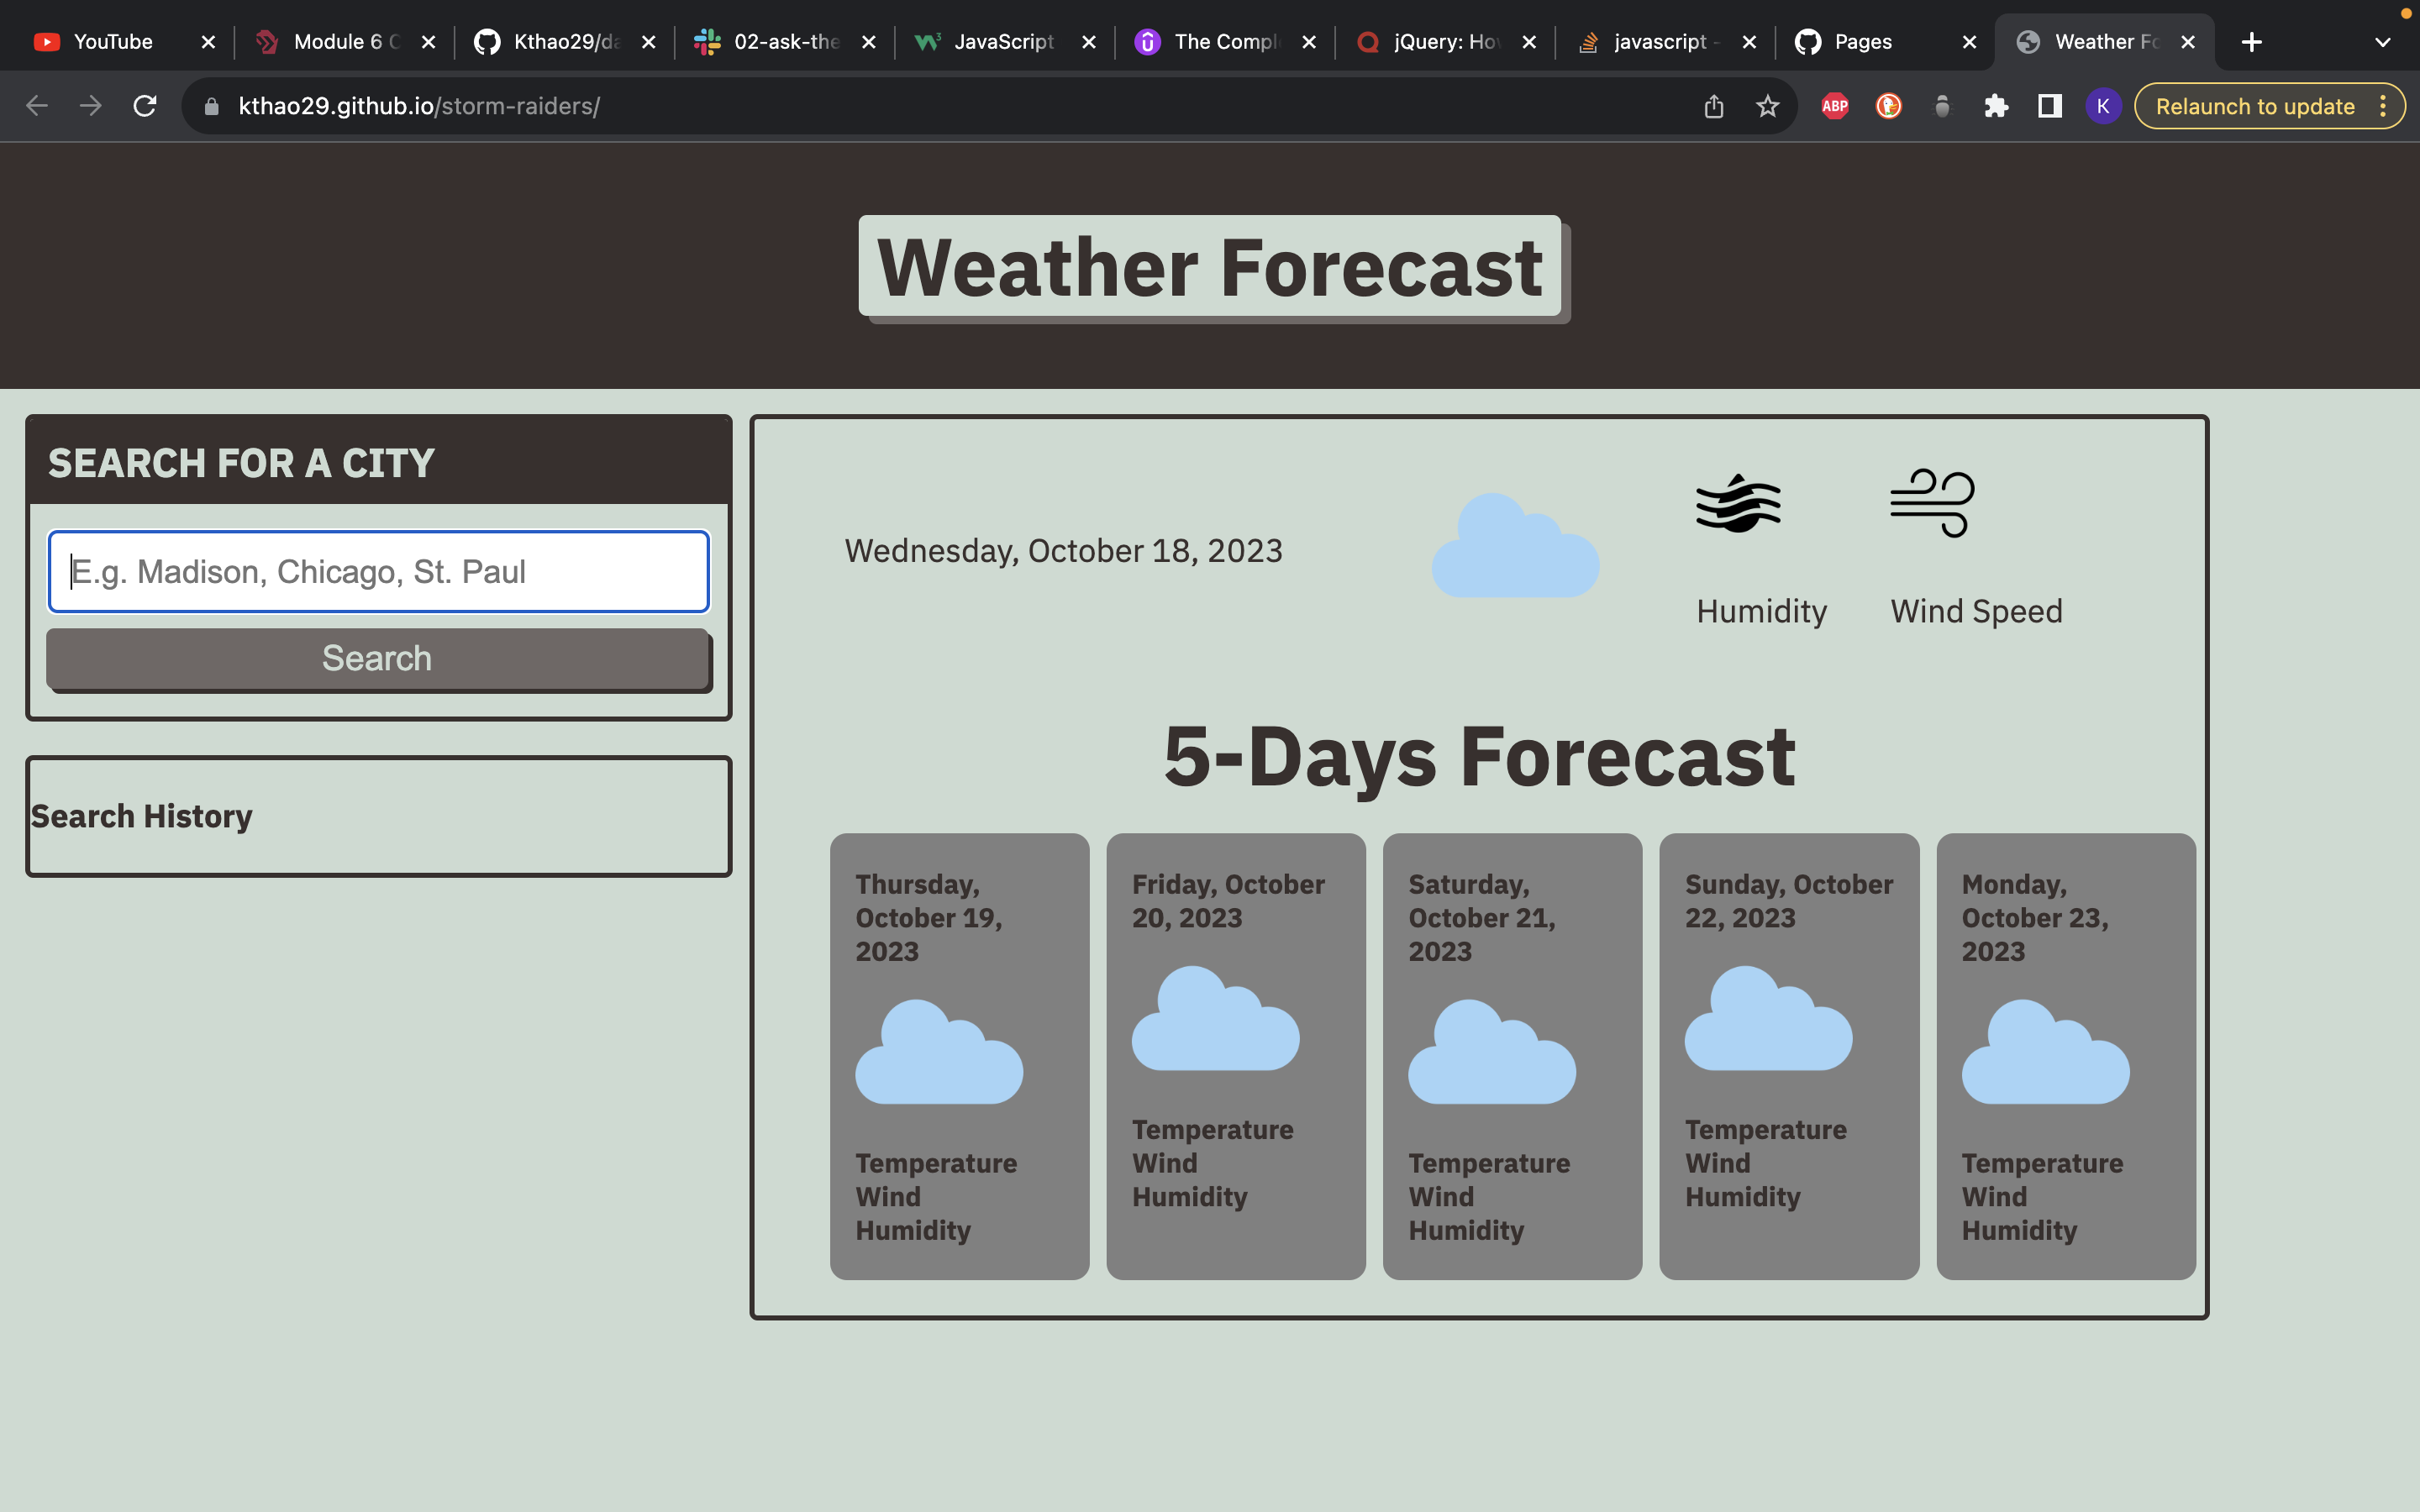 YouTube
Module 6 C
Kthao29/da
02-ask-the
JavaScript
The Compl
jQuery: Hov
javascript -
Pages
Weather Fo
kthao29.github.io/storm-raiders/
ABP
K
Relaunch to update
Weather Forecast
SEARCH FOR A CITY
E.g. Madison, Chicago, St. Paul
Search
Search History
Wednesday, October 18, 2023
Humidity
Wind Speed
5-Days Forecast
Thursday,
October 19,
2023
Temperature
Wind
Humidity
Friday, October
20, 2023
Temperature
Wind
Humidity
Saturday,
October 21,
2023
Temperature
Wind
Humidity
Sunday, October
22, 2023
Temperature
Wind
Humidity
Monday,
October 23,
2023
Temperature
Wind
Humidity